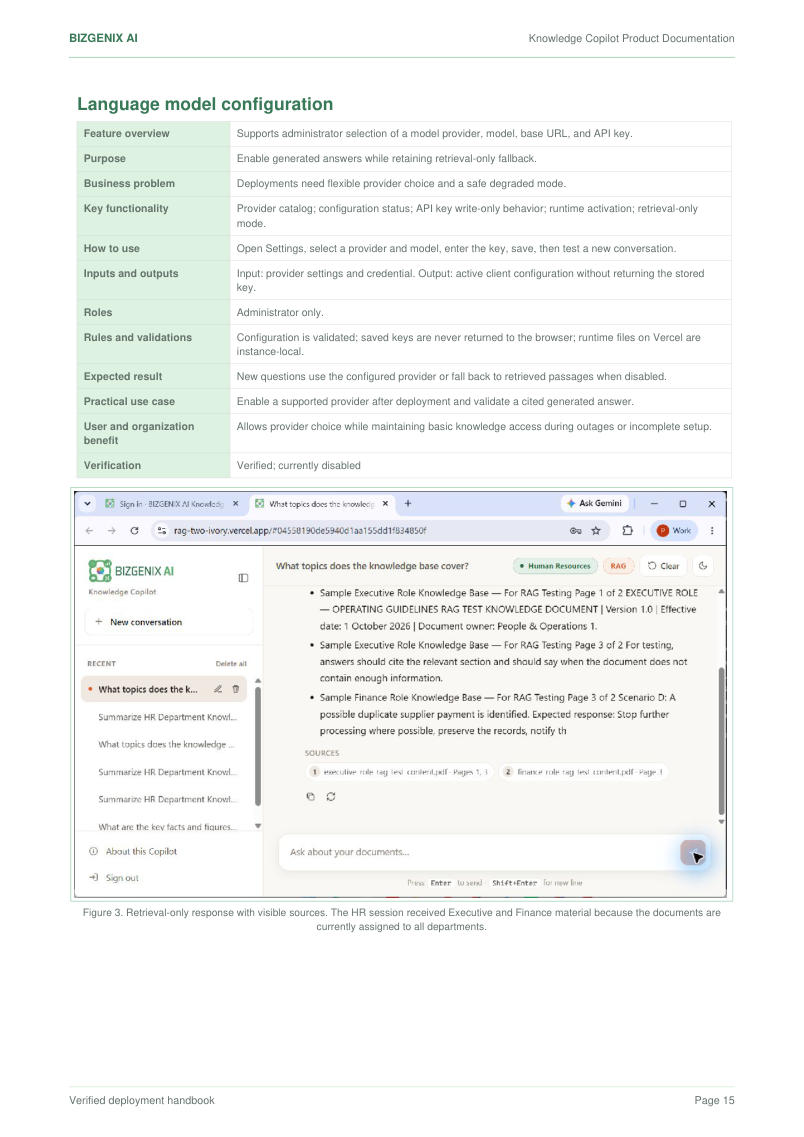 BIZGENIX AI
Knowledge Copilot Product Documentation
Language model configuration
Feature overview
Supports administrator selection of a model provider, model, base URL, and API key.
Purpose
Enable generated answers while retaining retrieval-only fallback.
Business problem
Deployments need flexible provider choice and a safe degraded mode.
Key functionality
Provider catalog; configuration status; API key write-only behavior; runtime activation; retrieval-only
mode.
How to use
Open Settings, select a provider and model, enter the key, save, then test a new conversation.
Inputs and outputs
Input: provider settings and credential. Output: active client configuration without returning the stored
key.
Roles
Administrator only.
Rules and validations
Configuration is validated; saved keys are never returned to the browser; runtime files on Vercel are
instance-local.
Expected result
New questions use the configured provider or fall back to retrieved passages when disabled.
Practical use case
Enable a supported provider after deployment and validate a cited generated answer.
User and organization
benefit
Allows provider choice while maintaining basic knowledge access during outages or incomplete setup.
Verification
Verified; currently disabled
Sign in · BIZGENIX AI Knowledg
What topics does the knowledg
Ask Gemini
rag-two-ivory.vercel.app/#04558190de5940d1aa155dd1f834850f
P Work
BIZGENIX AI
Knowledge Copilot
What topics does the knowledge base cover?
Human Resources
RAG
Clear
+ New conversation
RECENT
Delete all
What topics does the k...
Summarize HR Department Knowl...
What topics does the knowledge ...
Summarize HR Department Knowl...
Summarize HR Department Knowl...
What are the key facts and figures...
About this Copilot
Sign out
• Sample Executive Role Knowledge Base — For RAG Testing Page 1 of 2 EXECUTIVE ROLE
— OPERATING GUIDELINES RAG TEST KNOWLEDGE DOCUMENT | Version 1.0 | Effective
date: 1 October 2026 | Document owner: People & Operations 1.
• Sample Executive Role Knowledge Base — For RAG Testing Page 3 of 2 For testing,
answers should cite the relevant section and should say when the document does not
contain enough information.
• Sample Finance Role Knowledge Base — For RAG Testing Page 3 of 2 Scenario D: A
possible duplicate supplier payment is identified. Expected response: Stop further
processing where possible, preserve the records, notify th
SOURCES
1 executive role rag test content.pdf · Pages 1, 3
2 finance role rag test content.pdf · Page 3
Ask about your documents...
Press Enter to send · Shift+Enter for new line
Figure 3. Retrieval-only response with visible sources. The HR session received Executive and Finance material because the documents are
currently assigned to all departments.
Verified deployment handbook
Page 15